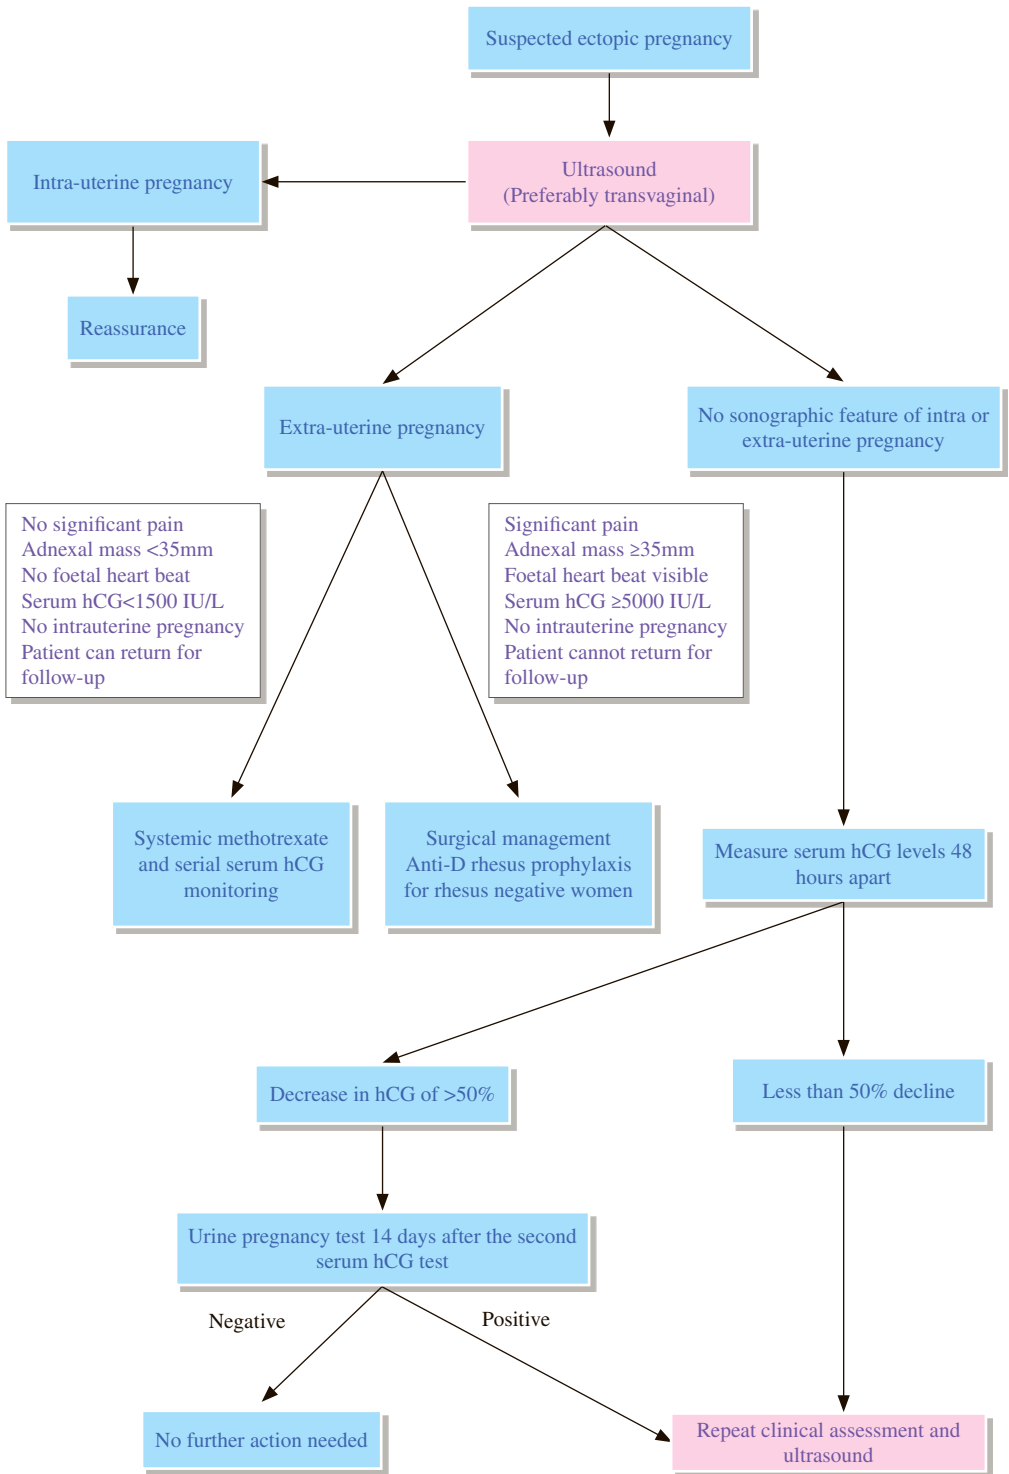 Suspected ectopic pregnancy
Intra-uterine pregnancy
Ultrasound
(Preferably transvaginal)
Reassurance
Extra-uterine pregnancy
No sonographic feature of intra or
extra-uterine pregnancy
No significant pain
Adnexal mass <35mm
No foetal heart beat
Serum hCG<1500 IU/L
No intrauterine pregnancy
Patient can return for
follow-up
Significant pain
Adnexal mass ≥35mm
Foetal heart beat visible
Serum hCG ≥5000 IU/L
No intrauterine pregnancy
Patient cannot return for
follow-up
Systemic methotrexate
and serial serum hCG
monitoring
Surgical management
Anti-D rhesus prophylaxis
for rhesus negative women
Measure serum hCG levels 48
hours apart
Decrease in hCG of >50%
Less than 50% decline
Urine pregnancy test 14 days after the second
serum hCG test
Negative
Positive
No further action needed
Repeat clinical assessment and
ultrasound